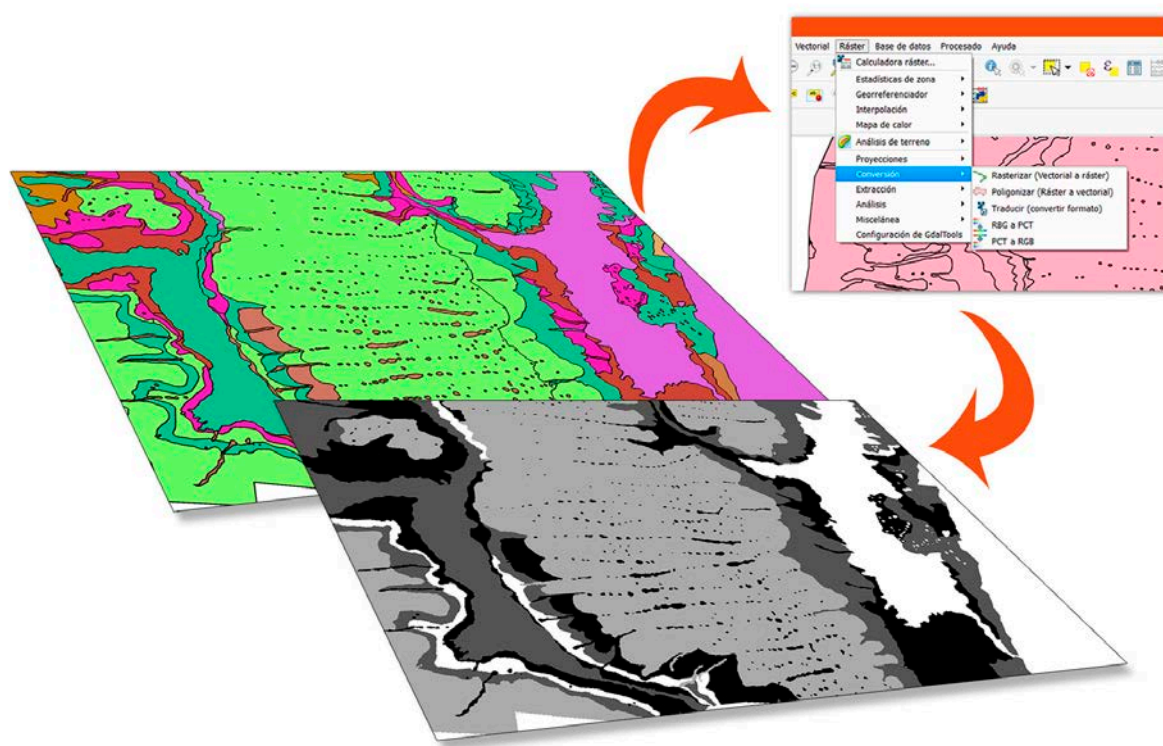 Vectorial Ráster Base de datos Procesado Ayuda
Calculadora ráster...
Estadísticas de zona
Georreferenciador
Interpolación
Mapa de calor
Análisis de terreno
Proyecciones
Conversión
Extracción
Análisis
Miscelánea
Configuración de GdalTools
Rasterizar (Vectorial a ráster)
Poligonizar (Ráster a vectorial)
Traducir (convertir formato)
RBG a PCT
PCT a RGB